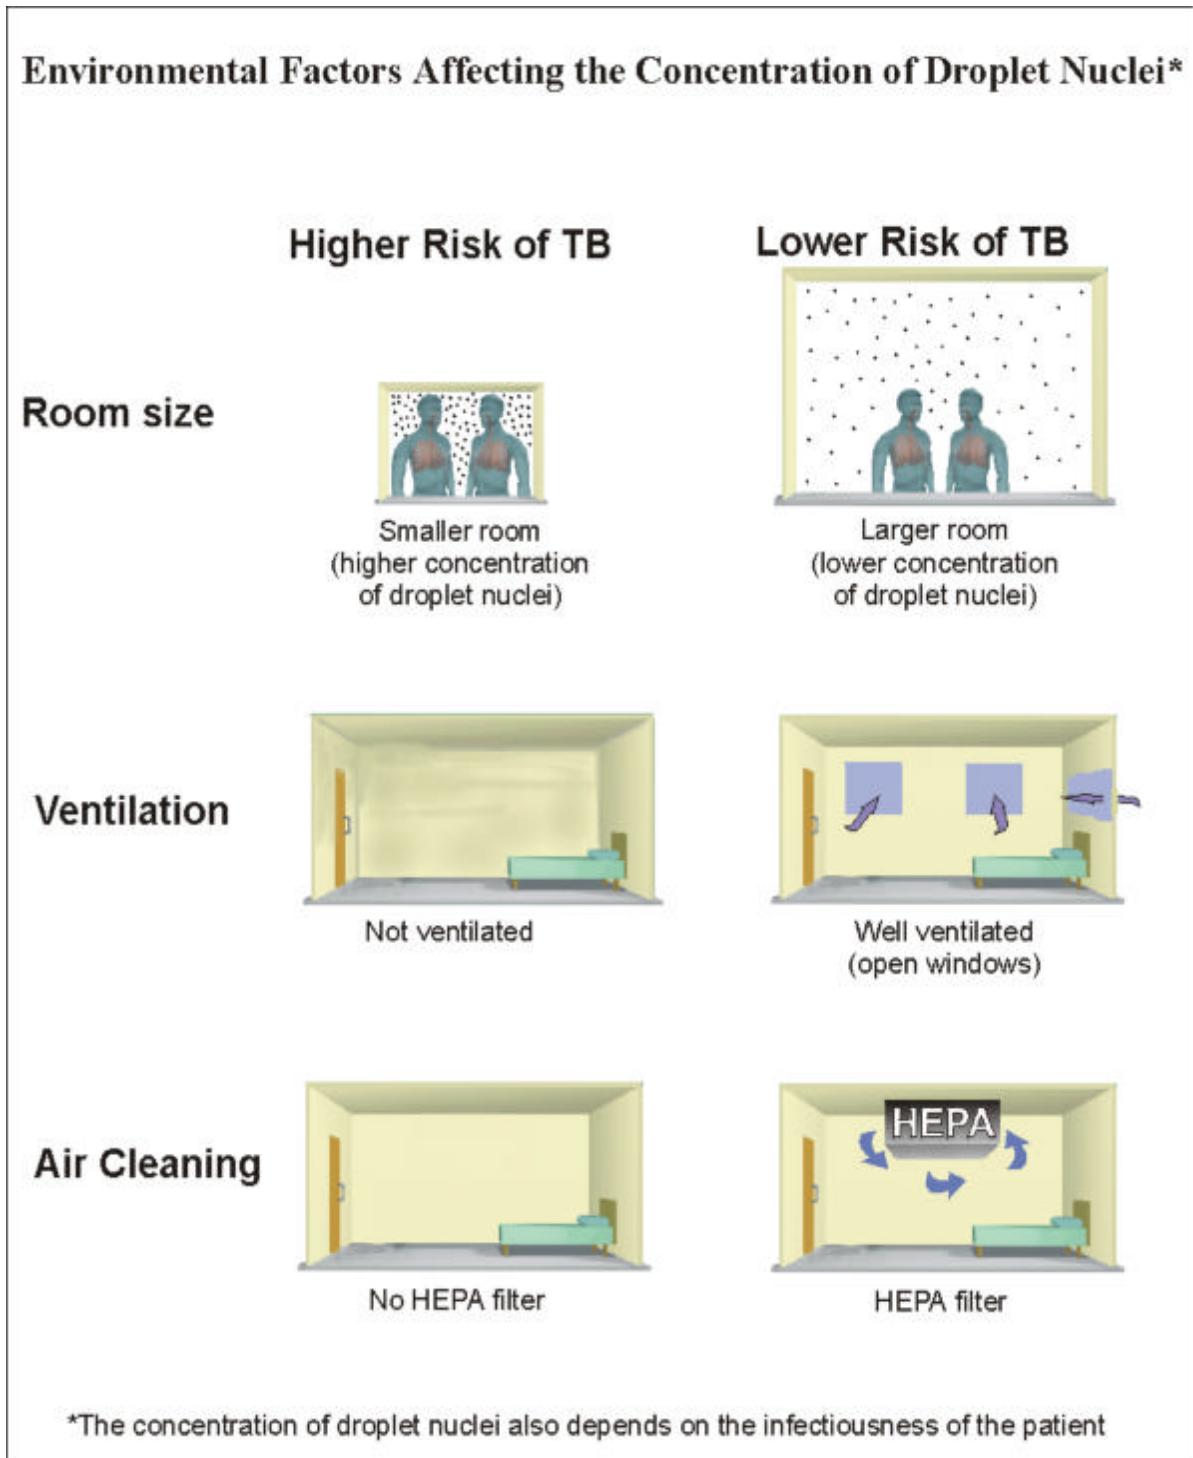 Environmental Factors Affecting the Concentration of Droplet Nuclei*
Higher Risk of TB
Lower Risk of TB
Room size
Smaller room
(higher concentration
of droplet nuclei)
Larger room
(lower concentration
of droplet nuclei)
Ventilation
Not ventilated
Well ventilated
(open windows)
Air Cleaning
HEPA
No HEPA filter
HEPA filter
*The concentration of droplet nuclei also depends on the infectiousness of the patient